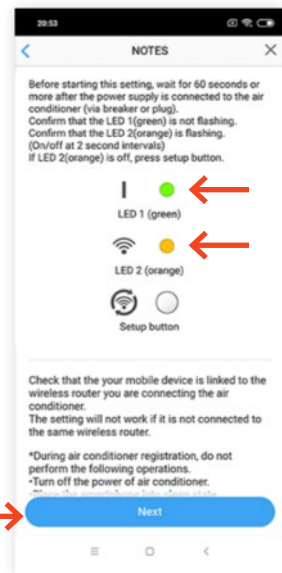 20:53
NOTES
Before starting this setting, wait for 60 seconds or
more after the power supply is connected to the air
conditioner (via breaker or plug).
Confirm that the LED 1(green) is not flashing.
Confirm that the LED 2(orange) is flashing.
(On/off at 2 second intervals)
If LED 2(orange) is off, press setup button.
LED 1 (green)
LED 2 (orange)
Setup button
Check that the your mobile device is linked to the
wireless router you are connecting the air
conditioner.
The setting will not work if it is not connected to
the same wireless router.
*During air conditioner registration, do not
perform the following operations.
•Turn off the power of air conditioner.
•Place the smartphone into sleep state
Next